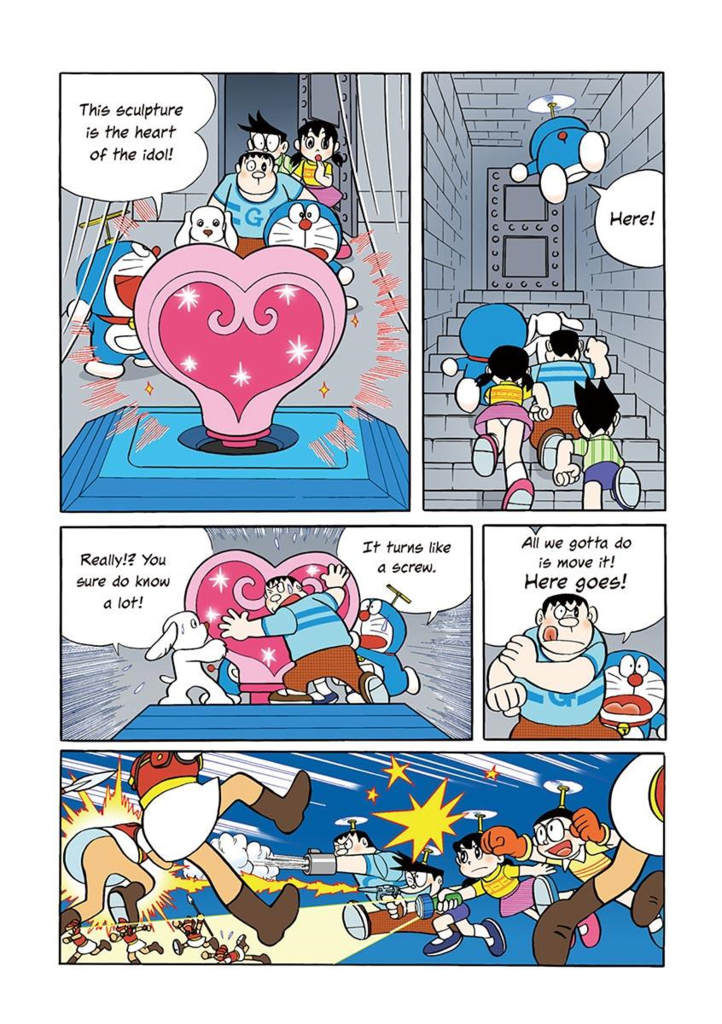 Here!
This sculpture
is the heart
of the idol!
G
All we gotta do
is move it!
Here goes!
G
It turns like
a screw.
Really!? You
sure do know
a lot!